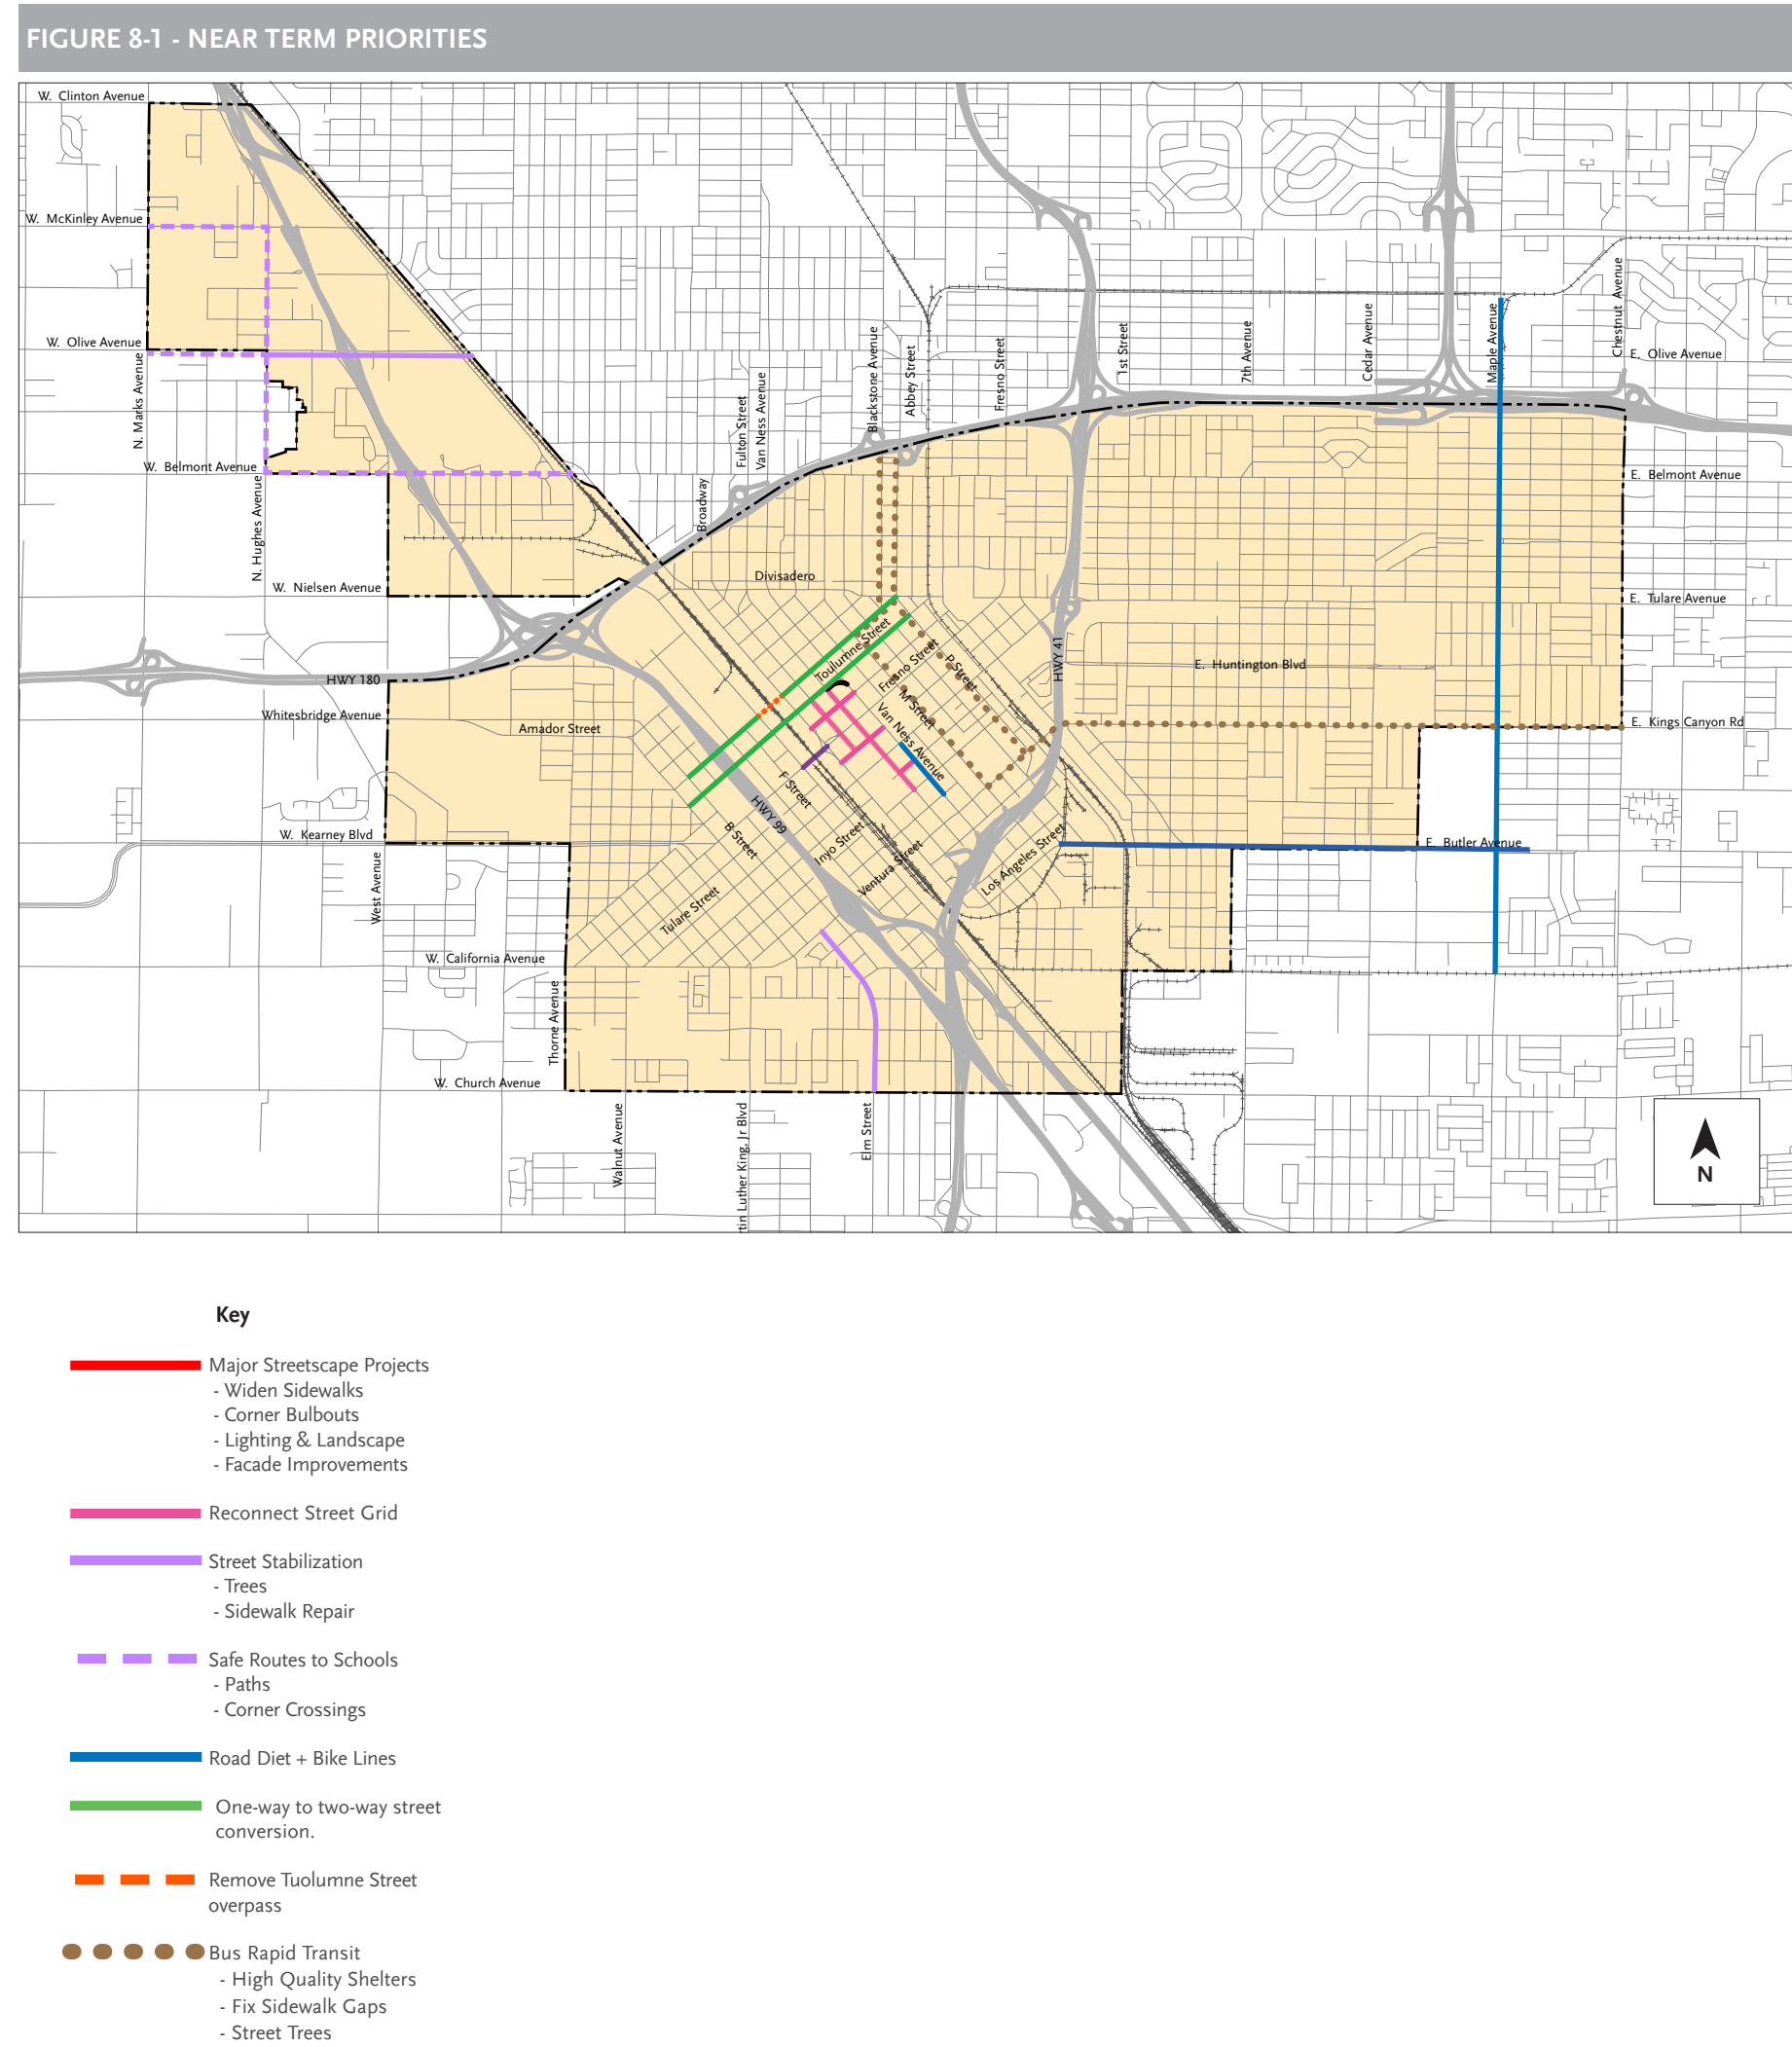 FIGURE 8-1 - NEAR TERM PRIORITIES
W. Clinton Avenue
W. McKinley Avenue
W. Olive Avenue
N. Marks Avenue
W. Belmont Avenue
N. Hughes Avenue
W. Nielsen Avenue
HWY 180
Whitesbridge Avenue
Amador Street
W. Kearney Blvd
West Avenue
W. California Avenue
Thorne Avenue
W. Church Avenue
Walnut Avenue
tin Luther King, Jr Blvd
Elm Street
Broadway
Fulton Street
Van Ness Avenue
Blackstone Avenue
Abbey Street
Fresno Street
1st Street
7th Avenue
Cedar Avenue
Maple Avenue
Chestnut Avenue
E. Olive Avenue
E. Belmont Avenue
E. Tulare Avenue
E. Huntington Blvd
E. Kings Canyon Rd
E. Butler Avenue
Divisadero
Toulumne Street
Fresno Street
P Street
M Street
Van Ness Avenue
HWY 41
F Street
HWY 99
B Street
Inyo Street
Ventura Street
Los Angeles Street
Tulare Street
N
Key
Major Streetscape Projects
- Widen Sidewalks
- Corner Bulbouts
- Lighting & Landscape
- Facade Improvements
Reconnect Street Grid
Street Stabilization
- Trees
- Sidewalk Repair
Safe Routes to Schools
- Paths
- Corner Crossings
Road Diet + Bike Lines
One-way to two-way street
conversion.
Remove Tuolumne Street
overpass
Bus Rapid Transit
- High Quality Shelters
- Fix Sidewalk Gaps
- Street Trees